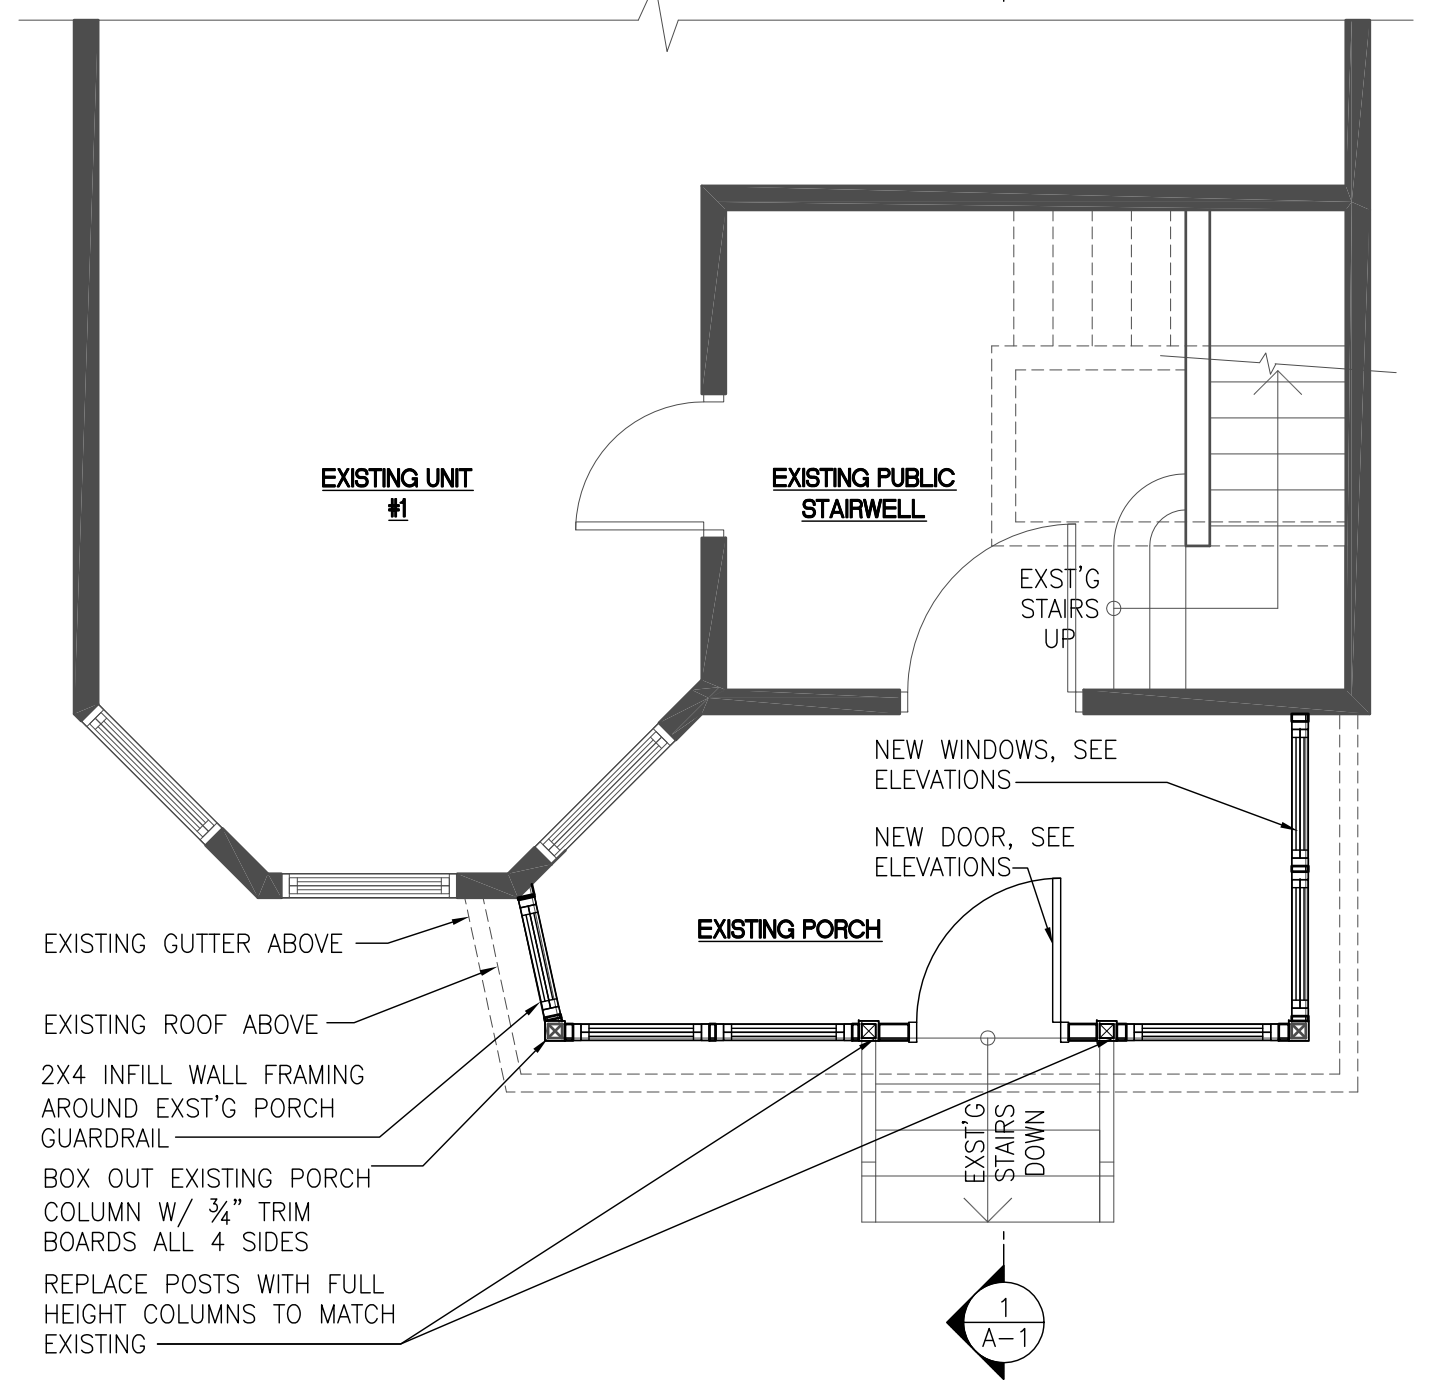 EXISTING UNIT
#1
EXISTING PUBLIC
STAIRWELL
EXST'G
STAIRS
UP
NEW WINDOWS, SEE
ELEVATIONS
NEW DOOR, SEE
ELEVATIONS
EXISTING PORCH
EXISTING GUTTER ABOVE
EXISTING ROOF ABOVE
2X4 INFILL WALL FRAMING
AROUND EXST'G PORCH
GUARDRAIL
BOX OUT EXISTING PORCH
COLUMN W/ ¾" TRIM
BOARDS ALL 4 SIDES
REPLACE POSTS WITH FULL
HEIGHT COLUMNS TO MATCH
EXISTING
EXST'G
STAIRS
DOWN
1
A-1